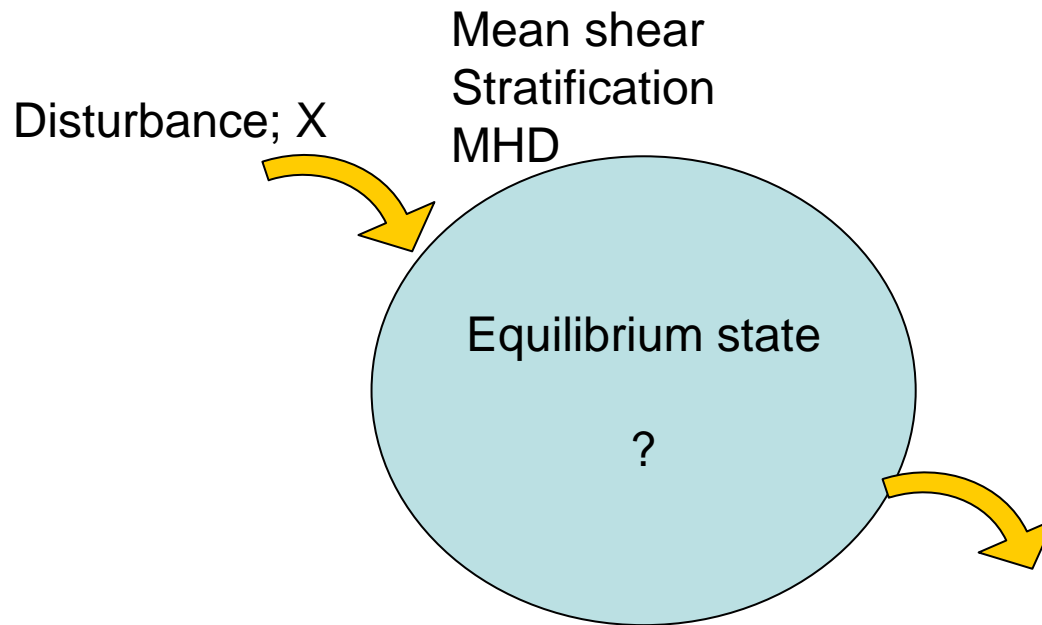 Mean shear
Stratification
MHD
Disturbance; X
Equilibrium state
?